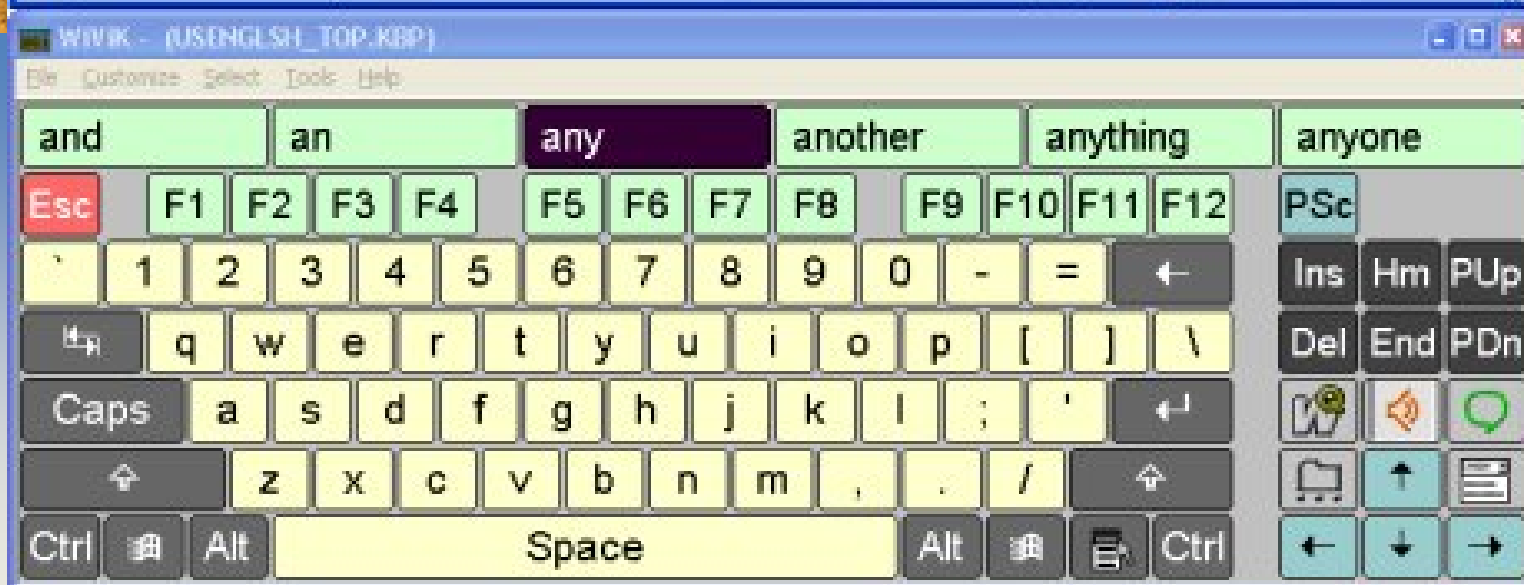 WiViK - (USENGLSH_TOP.KBP)
File Customize Select Tools Help
and an any another anything anyone
Esc F1 F2 F3 F4 F5 F6 F7 F8 F9 F10 F11 F12 PSc
` 1 2 3 4 5 6 7 8 9 0 - = ← Ins Hm PUp
q w e r t y u i o p [ ] \ Del End PDn
Caps a s d f g h j k l ; '
z x c v b n m , . / ↑
Ctrl Alt Space Alt Ctrl ← ↓ →